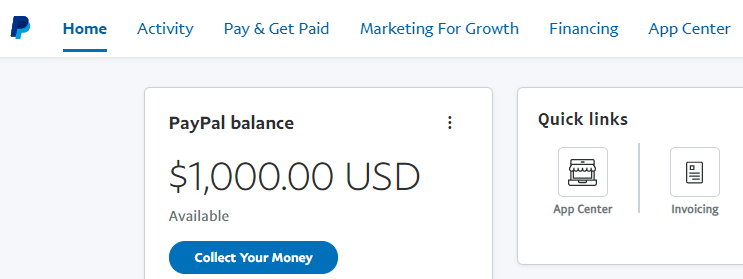 Home Activity Pay & Get Paid Marketing For Growth Financing App Center
PayPal balance
$1,000.00 USD
Available
Collect Your Money
Quick links
App Center Invoicing